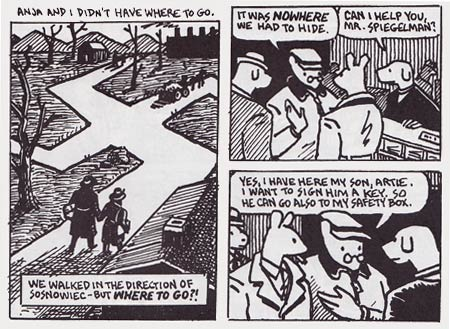 ANJA AND I DIDN'T HAVE WHERE TO GO.
WE WALKED IN THE DIRECTION OF
SOSNOWIEC-BUT WHERE TO GO?!
IT WAS NOWHERE
WE HAD TO HIDE.
CAN I HELP YOU,
MR. SPIEGELMAN?
YES, I HAVE HERE MY SON, ARTIE.
I WANT TO SIGN HIM A KEY, SO
HE CAN GO ALSO TO MY SAFETY BOX.